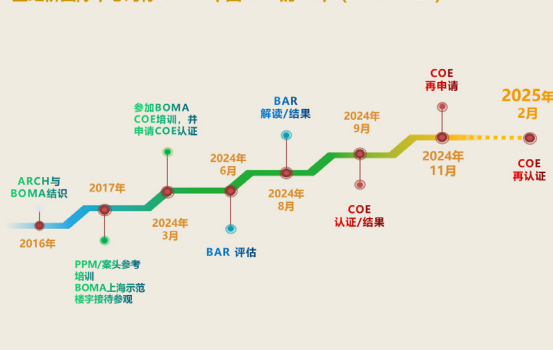 ARCH与
BOMA结识
2016年
2017年
PPM/案头参考
培训
BOMA上海示范
楼宇接待参观
参加BOMA
COE培训，并
申请COE认证
2024年
3月
2024年
6月
BAR 评估
BAR
解读/结果
2024年
8月
2024年
9月
COE
认证/结果
COE
再申请
2024年
11月
2025年
2月
COE
再认证